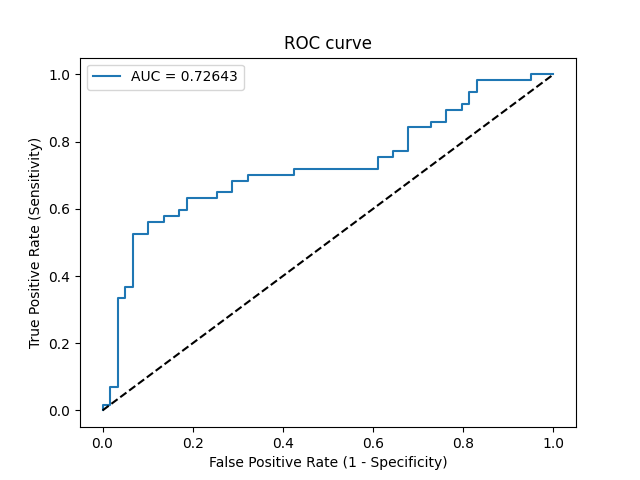 ROC curve
AUC = 0.72643
True Positive Rate (Sensitivity)
1.0
0.8
0.6
0.4
0.2
0.0
0.0 0.2 0.4 0.6 0.8 1.0
False Positive Rate (1 - Specificity)